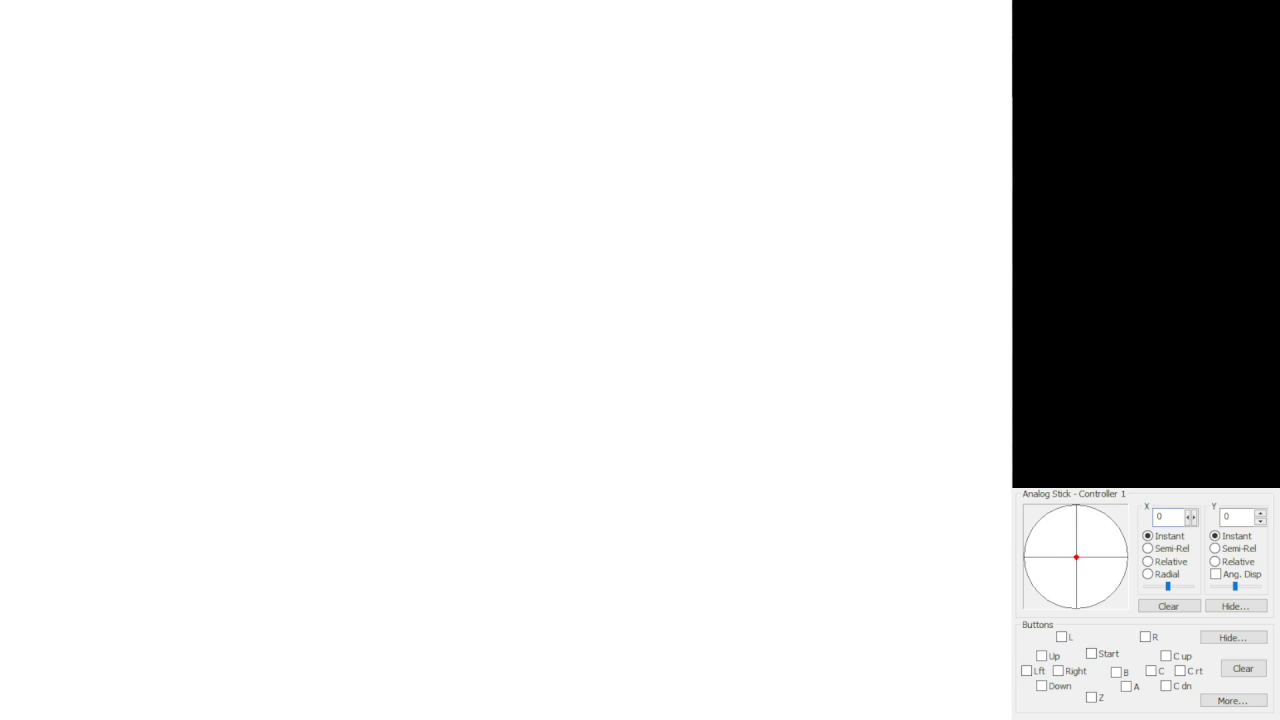 Analog Stick - Controller 1
X
0
Y
0
Instant
Instant
Semi-Rel
Semi-Rel
Relative
Relative
Radial
Ang. Disp
Clear
Hide...
Buttons
L
R
Hide...
Up
Start
C up
Lft
Right
B
C
C rt
Clear
Down
A
C dn
Z
More...